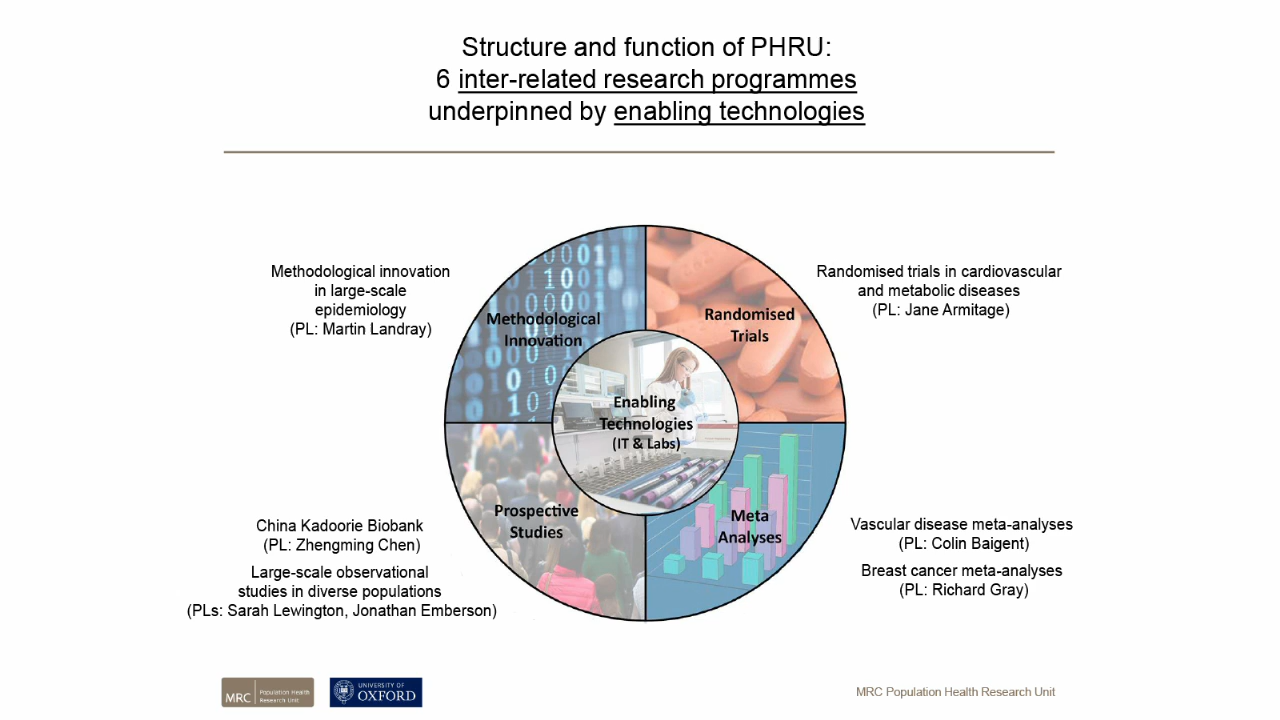 Structure and function of PHRU:
6 inter-related research programmes
underpinned by enabling technologies
Methodological innovation
in large-scale
epidemiology
(PL: Martin Landray)
Methodological
Innovation
Randomised
Trials
Randomised trials in cardiovascular
and metabolic diseases
(PL: Jane Armitage)
Enabling
Technologies
(IT & Labs)
China Kadoorie Biobank
(PL: Zhengming Chen)
Large-scale observational
studies in diverse populations
(PLs: Sarah Lewington, Jonathan Emberson)
Prospective
Studies
Meta
Analyses
Vascular disease meta-analyses
(PL: Colin Baigent)
Breast cancer meta-analyses
(PL: Richard Gray)
MRC
Population Health
Research Unit
UNIVERSITY OF
OXFORD
MRC Population Health Research Unit